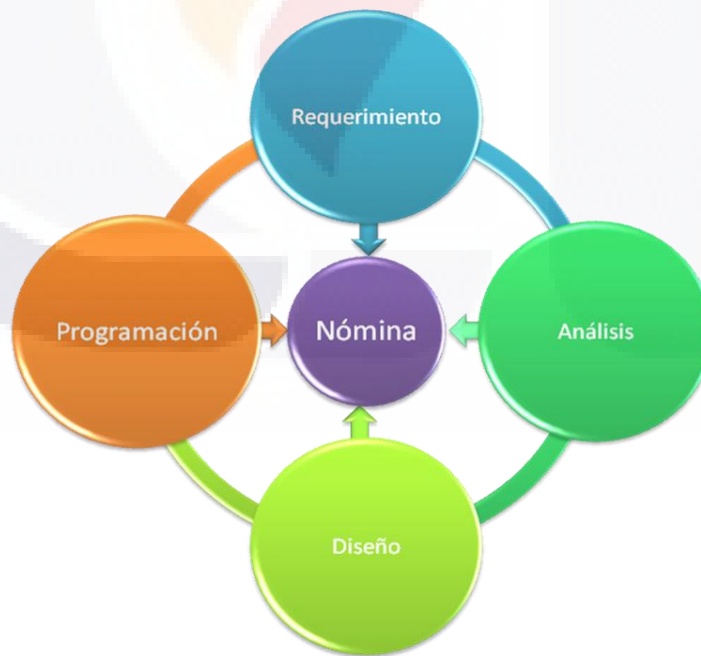 Requerimiento
Programación
Nómina
Análisis
Diseño